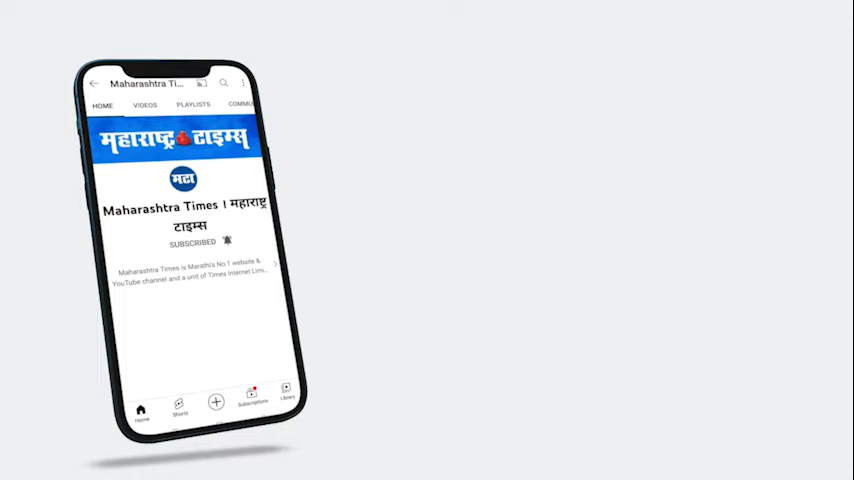 Maharashtra Ti...
HOME VIDEOS PLAYLISTS COMMU
महाराष्ट्र टाइम्स
मटा
Maharashtra Times । महाराष्ट्र
टाइम्स
SUBSCRIBED
Maharashtra Times is Marathi's No.1 website &
YouTube channel and a unit of Times Internet Limi...
Home Shorts Subscriptions Library